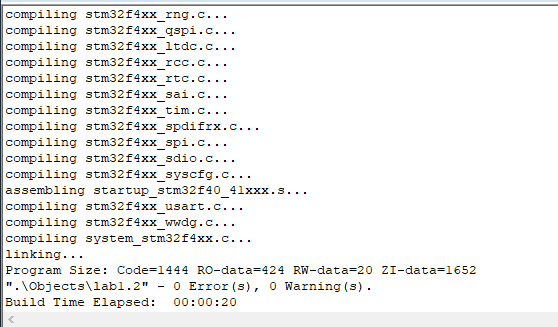 compiling stm32f4xx_rng.c...
compiling stm32f4xx_qspi.c...
compiling stm32f4xx_ltdc.c...
compiling stm32f4xx_rcc.c...
compiling stm32f4xx_rtc.c...
compiling stm32f4xx_sai.c...
compiling stm32f4xx_tim.c...
compiling stm32f4xx_spdifrx.c...
compiling stm32f4xx_spi.c...
compiling stm32f4xx_sdio.c...
compiling stm32f4xx_syscfg.c...
assembling startup_stm32f40_41xxx.s...
compiling stm32f4xx_usart.c...
compiling stm32f4xx_wwdg.c...
compiling system_stm32f4xx.c...
linking...
Program Size: Code=1444 RO-data=424 RW-data=20 ZI-data=1652
".\Objects\lab1.2" - 0 Error(s), 0 Warning(s).
Build Time Elapsed:  00:00:20